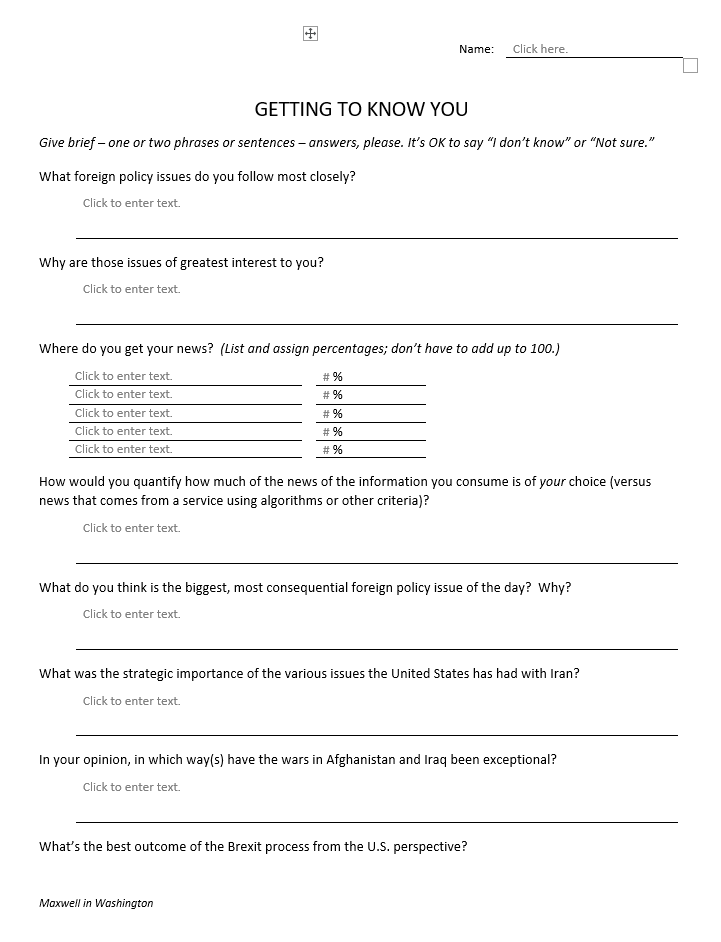 Name: Click here.
GETTING TO KNOW YOU
Give brief – one or two phrases or sentences – answers, please. It’s OK to say “I don’t know” or “Not sure.”
What foreign policy issues do you follow most closely?
Click to enter text.
Why are those issues of greatest interest to you?
Click to enter text.
Where do you get your news?  (List and assign percentages; don’t have to add up to 100.)
Click to enter text. # %
Click to enter text. # %
Click to enter text. # %
Click to enter text. # %
Click to enter text. # %
How would you quantify how much of the news of the information you consume is of your choice (versus
news that comes from a service using algorithms or other criteria)?
Click to enter text.
What do you think is the biggest, most consequential foreign policy issue of the day?  Why?
Click to enter text.
What was the strategic importance of the various issues the United States has had with Iran?
Click to enter text.
In your opinion, in which way(s) have the wars in Afghanistan and Iraq been exceptional?
Click to enter text.
What’s the best outcome of the Brexit process from the U.S. perspective?
Maxwell in Washington